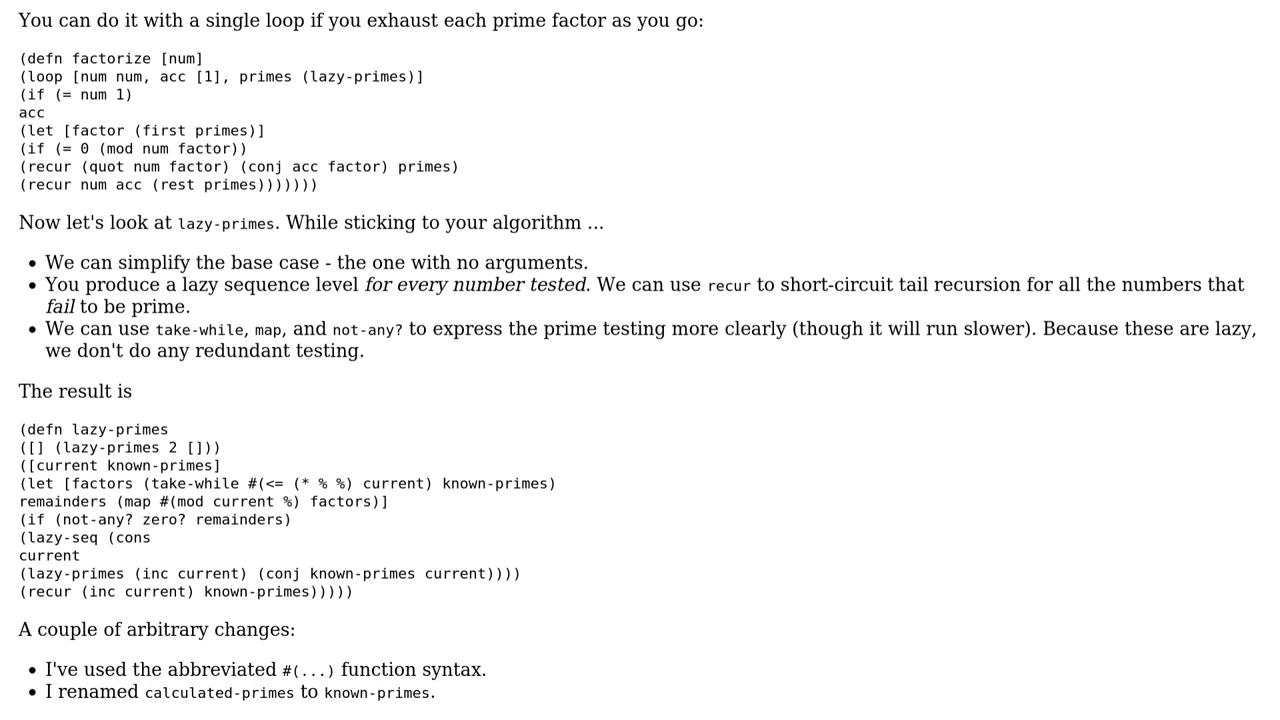 You can do it with a single loop if you exhaust each prime factor as you go:
(defn factorize [num]
(loop [num num, acc [1], primes (lazy-primes)]
(if (= num 1)
acc
(let [factor (first primes)]
(if (= 0 (mod num factor))
(recur (quot num factor) (conj acc factor) primes)
(recur num acc (rest primes)))))))
Now let's look at lazy-primes. While sticking to your algorithm ...
• We can simplify the base case - the one with no arguments.
• You produce a lazy sequence level for every number tested. We can use recur to short-circuit tail recursion for all the numbers that
fail to be prime.
• We can use take-while, map, and not-any? to express the prime testing more clearly (though it will run slower). Because these are lazy,
we don't do any redundant testing.
The result is
(defn lazy-primes
([] (lazy-primes 2 []))
([current known-primes]
(let [factors (take-while #(<= (* % %) current) known-primes)
remainders (map #(mod current %) factors)]
(if (not-any? zero? remainders)
(lazy-seq (cons
current
(lazy-primes (inc current) (conj known-primes current))))
(recur (inc current) known-primes)))))
A couple of arbitrary changes:
• I've used the abbreviated #(...) function syntax.
• I renamed calculated-primes to known-primes.